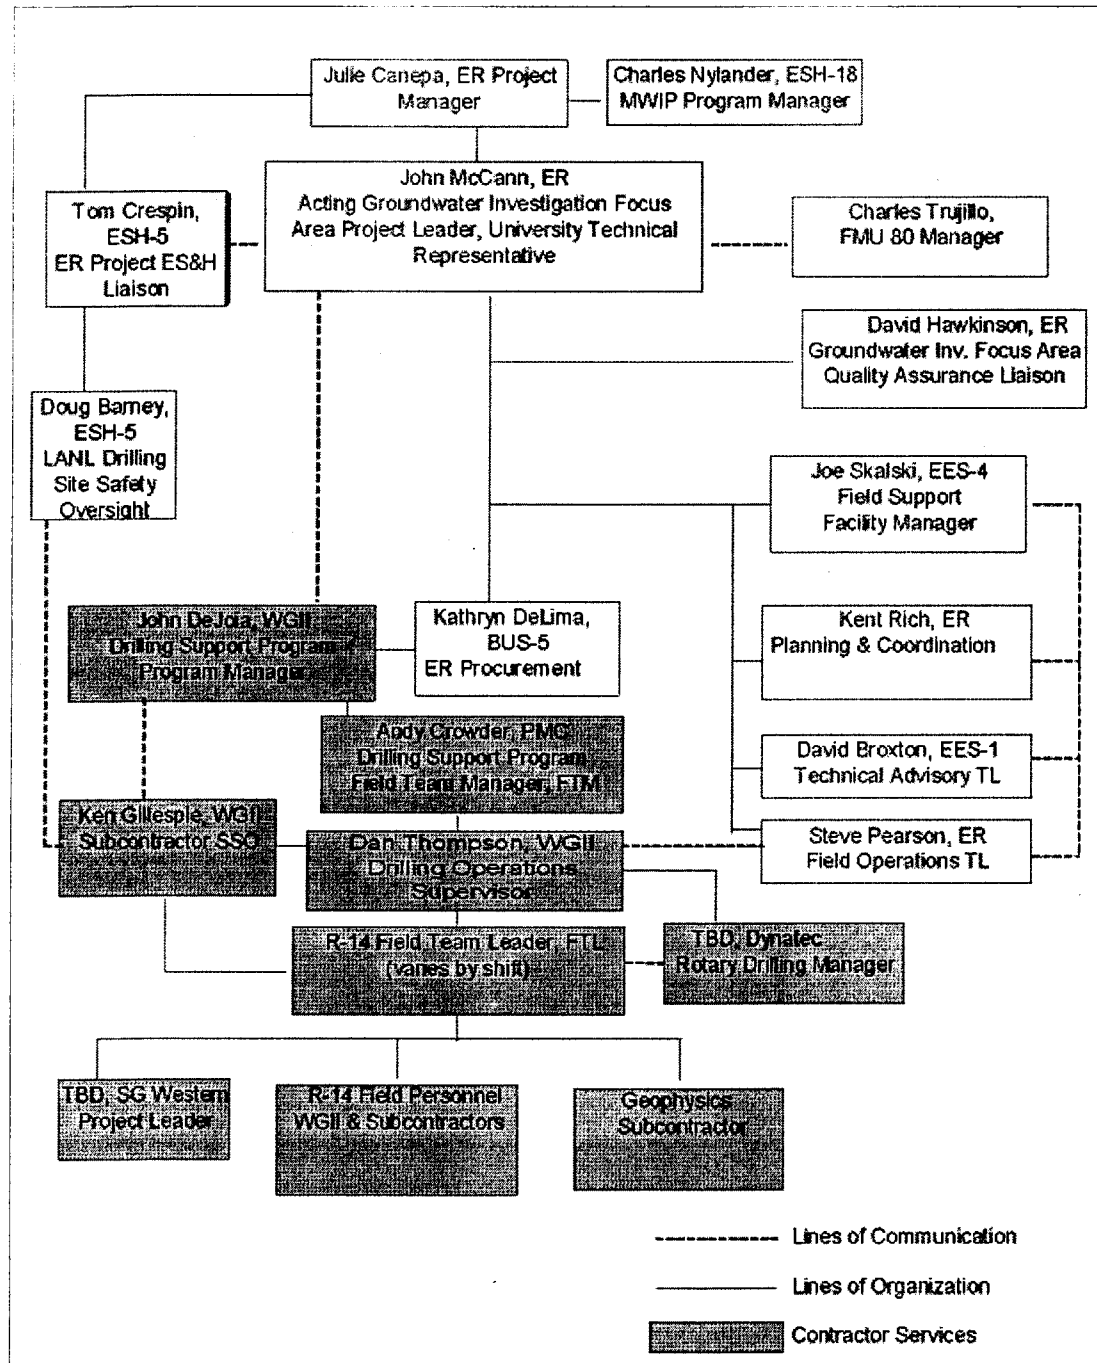 Julie Canepa, ER Project
Manager
Charles Nylander, ESH-18
MWIP Program Manager
John McCann, ER
Acting Groundwater Investigation Focus
Area Project Leader, University Technical
Representative
Tom Crespin,
ESH-5
ER Project ES&H
Liaison
Charles Trujillo,
FMU 80 Manager
David Hawkinson, ER
Groundwater Inv. Focus Area
Quality Assurance Liaison
Doug Barney,
ESH-5
LANL Drilling
Site Safety
Oversight
Joe Skalski, EES-4
Field Support
Facility Manager
John DeJoia, WGII
Drilling Support Program
Program Manager
Kathryn DeLima,
BUS-5
ER Procurement
Kent Rich, ER
Planning & Coordination
Andy Crowder, PMC
Drilling Support Program
Field Team Manager, FTM
David Broxton, EES-1
Technical Advisory TL
Ken Gillespie, WGII
Subcontractor SSO
Dan Thompson, WGII
Drilling Operations
Supervisor
Steve Pearson, ER
Field Operations TL
R-14 Field Team Leader, FTL
(varies by shift)
TBD, Dynatec
Rotary Drilling Manager
TBD, SG Western
Project Leader
R-14 Field Personnel
WGII & Subcontractors
Geophysics
Subcontractor
Lines of Communication
Lines of Organization
Contractor Services